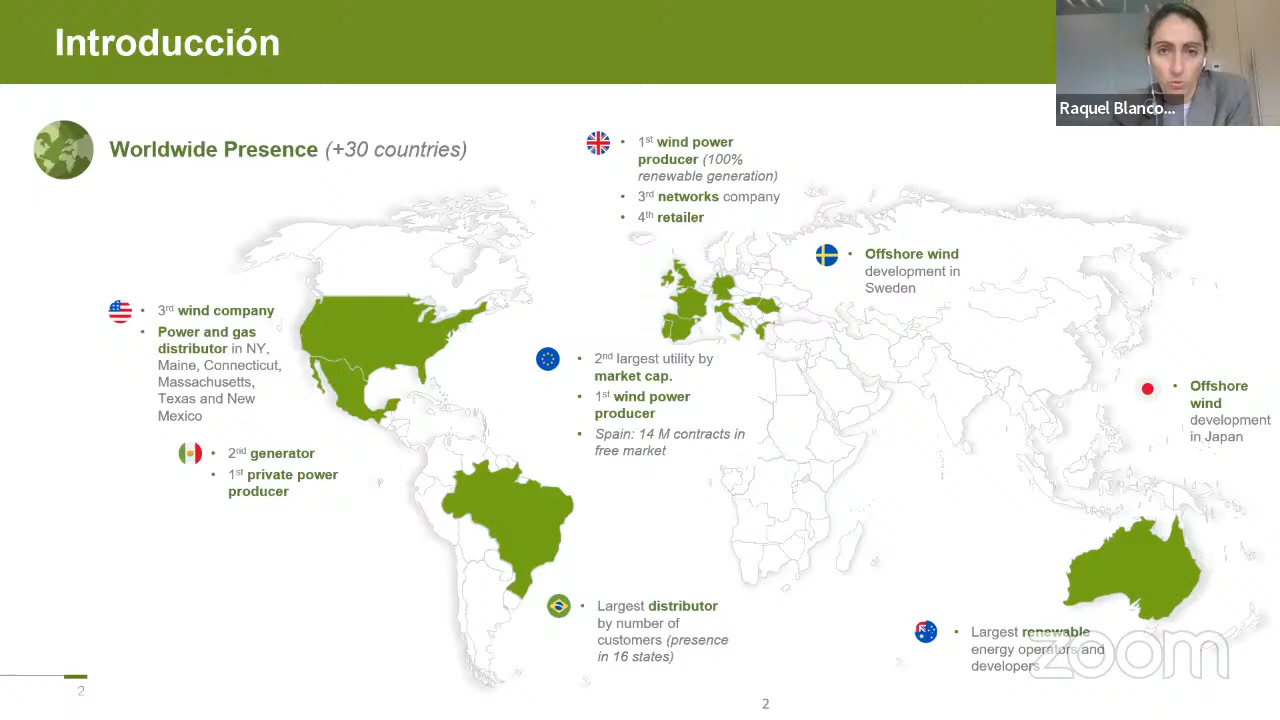 Introducción
Raquel Blanco...
Worldwide Presence (+30 countries)
• 1st wind power
producer (100%
renewable generation)
• 3rd networks company
• 4th retailer
• Offshore wind
development in
Sweden
• 3rd wind company
• Power and gas
distributor in NY,
Maine, Connecticut,
Massachusetts,
Texas and New
Mexico
• 2nd largest utility by
market cap.
• 1st wind power
producer
• Spain: 14 M contracts in
free market
• Offshore
wind
development
in Japan
• 2nd generator
• 1st private power
producer
• Largest distributor
by number of
customers (presence
in 16 states)
• Largest renewable
energy operators and
developers
zoom
2
2